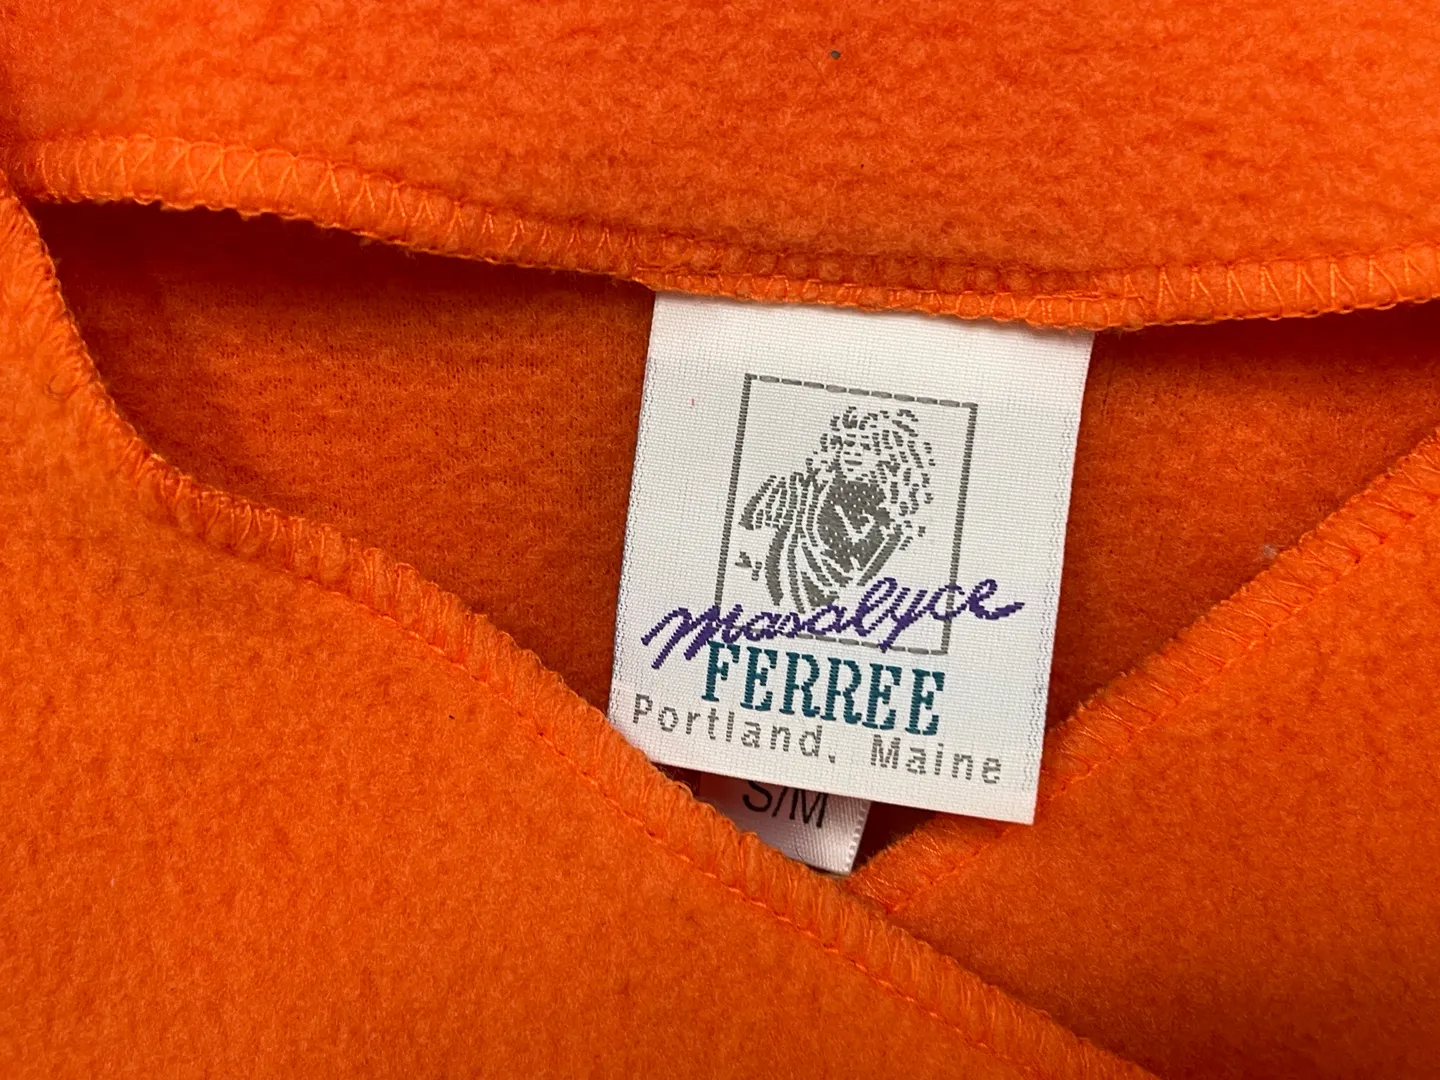 Masalyce
FERREE
Portland, Maine
S/M